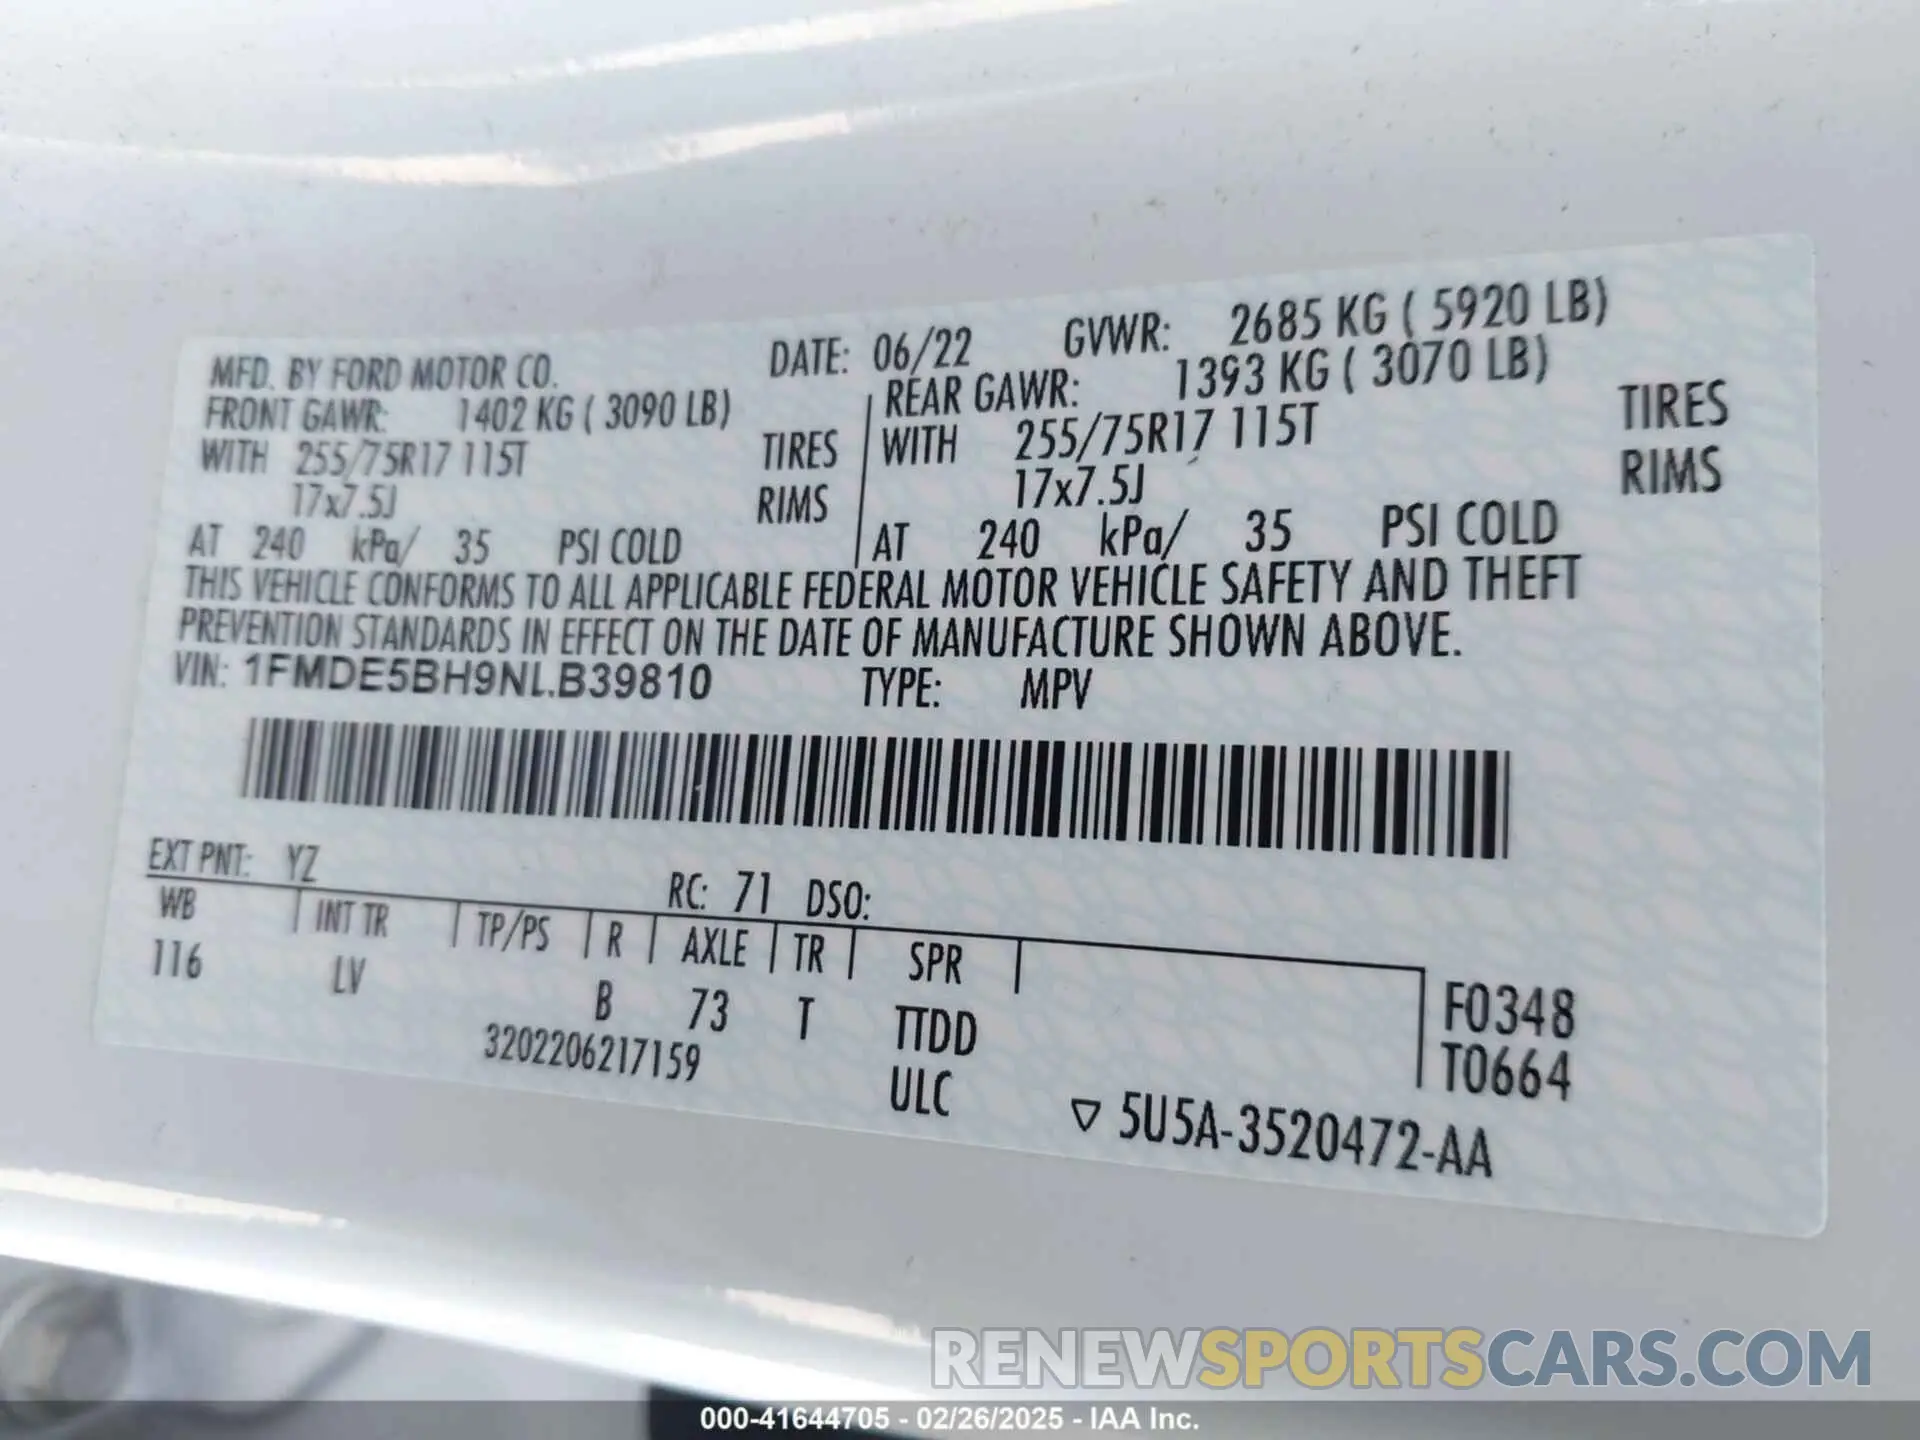 MFD. BY FORD MOTOR CO. DATE: 06/22 GVWR: 2685 KG ( 5920 LB)
FRONT GAWR: 1402 KG ( 3090 LB) REAR GAWR: 1393 KG ( 3070 LB)
WITH 255/75R17 115T TIRES WITH 255/75R17 115T TIRES
17x7.5J RIMS 17x7.5J RIMS
AT 240 kPa/ 35 PSI COLD AT 240 kPa/ 35 PSI COLD
THIS VEHICLE CONFORMS TO ALL APPLICABLE FEDERAL MOTOR VEHICLE SAFETY AND THEFT
PREVENTION STANDARDS IN EFFECT ON THE DATE OF MANUFACTURE SHOWN ABOVE.
VIN: 1FMDE5BH9NLB39810 TYPE: MPV
EXT PNT: YZ RC: 71 DSO:
WB INT TR TP/PS R AXLE TR SPR
116 LV B 73 T TTDD F0348
3202206217159 ULC T0664
▽ 5U5A-3520472-AA
RENEWSPORTSCARS.COM
000-41644705 - 02/26/2025 - IAA Inc.